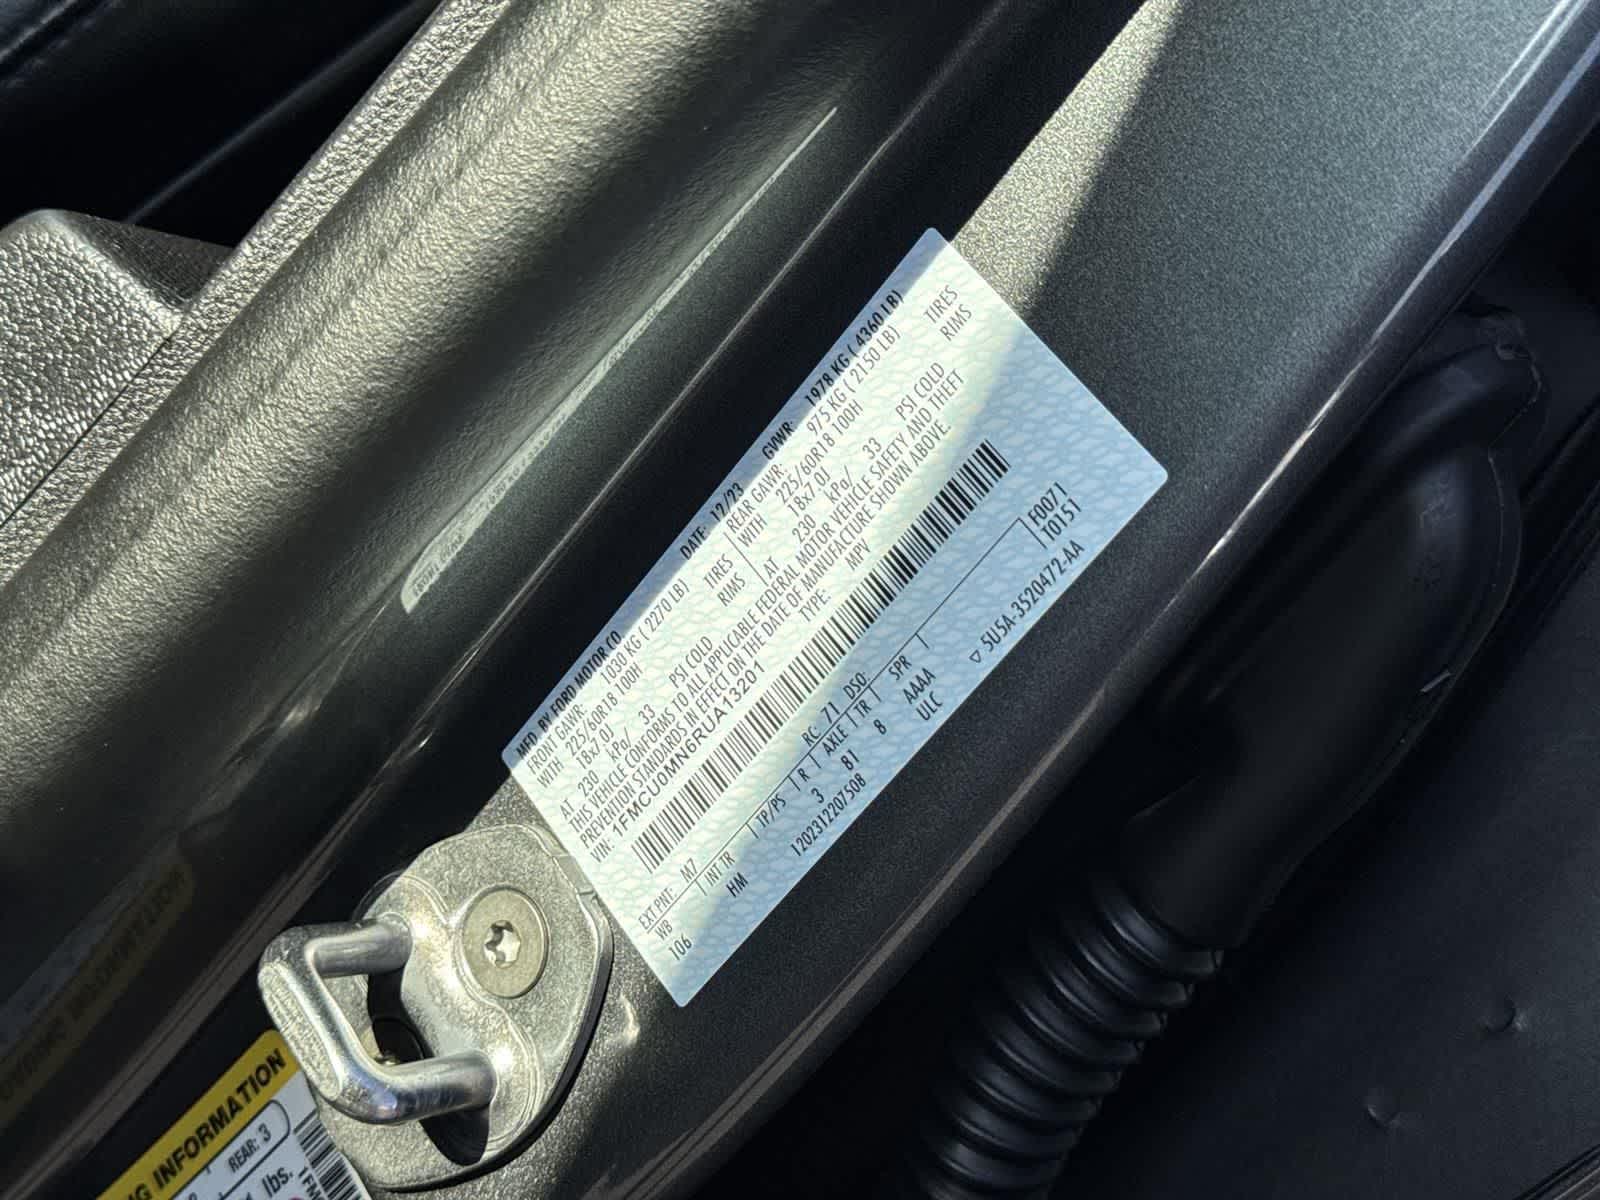 MFD. BY FORD MOTOR CO.
DATE: 12/23 GVWR: 1978 KG ( 4360 LB)
FRONT GAWR: 1030 KG ( 2270 LB) REAR GAWR: 975 KG ( 2150 LB)
WITH 225/60R18 100H TIRES WITH 225/60R18 100H TIRES
18x7.0J RIMS 18x7.0J RIMS
AT 230 kPa/ 33 PSI COLD AT 230 kPa/ 33 PSI COLD
THIS VEHICLE CONFORMS TO ALL APPLICABLE FEDERAL MOTOR VEHICLE SAFETY AND THEFT
PREVENTION STANDARDS IN EFFECT ON THE DATE OF MANUFACTURE SHOWN ABOVE.
VIN: 1FMCU0MN6RUA13201 TYPE: MPV
EXT PNT: M7 RC: 71 DSO: F0071
WB INT TR TP/PS R AXLE TR SPR T0151
106 HM 3 81 8 AAAA
ULC
1202312207508
▽ 5U5A-3520472-AA
NG INFORMATION
REAR: 3
lbs.